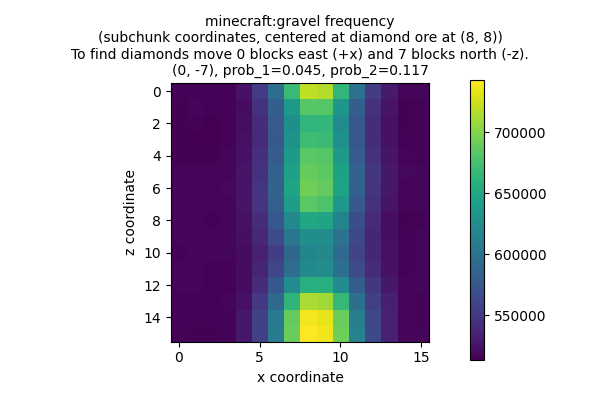 minecraft:gravel frequency
(subchunk coordinates, centered at diamond ore at (8, 8))
To find diamonds move 0 blocks east (+x) and 7 blocks north (-z).
(0, -7), prob_1=0.045, prob_2=0.117
0
2
4
6
8
10
12
14
z coordinate
0 5 10 15
x coordinate
700000
650000
600000
550000